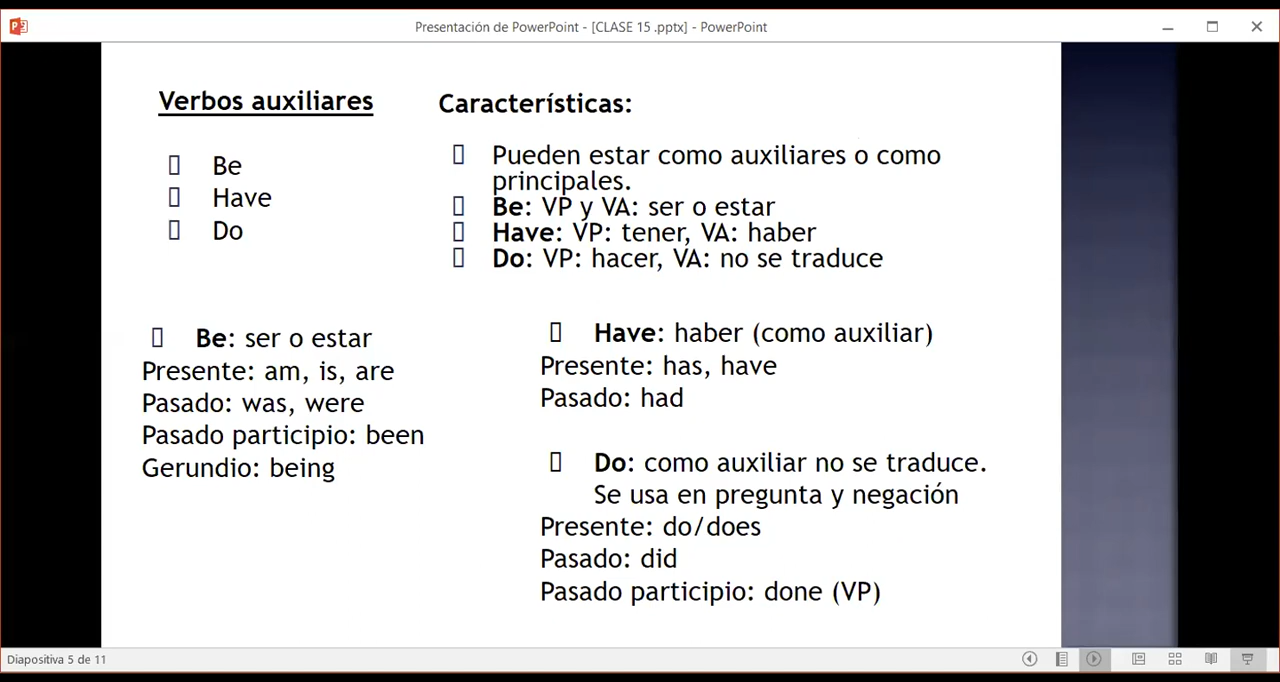 Presentación de PowerPoint - [CLASE 15 .pptx] - PowerPoint
Verbos auxiliares
Be
Have
Do
Características:
Pueden estar como auxiliares o como
principales.
Be: VP y VA: ser o estar
Have: VP: tener, VA: haber
Do: VP: hacer, VA: no se traduce
Be: ser o estar
Presente: am, is, are
Pasado: was, were
Pasado participio: been
Gerundio: being
Have: haber (como auxiliar)
Presente: has, have
Pasado: had
Do: como auxiliar no se traduce.
Se usa en pregunta y negación
Presente: do/does
Pasado: did
Pasado participio: done (VP)
Diapositiva 5 de 11